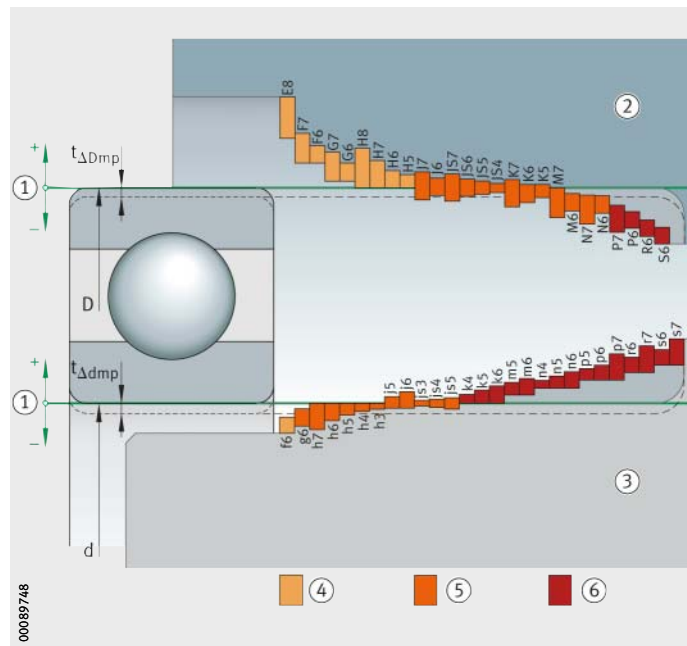 E8
F7
F6
G7
G6
H8
H7
H6
H5
J7
J6
JS7
JS6
JS5
JS4
K7
K6
K5
M7
M6
N7
N6
P7
P6
R6
S6
2
+
tΔDmp
1
−
D
+
tΔdmp
1
−
f6
g6
h7
h6
h5
h4
h3
j5
j6
js3
js4
js5
k4
k5
k6
m5
m6
n4
n5
n6
p5
p6
p7
r6
r7
s6
s7
3
d
4
5
6
00089748